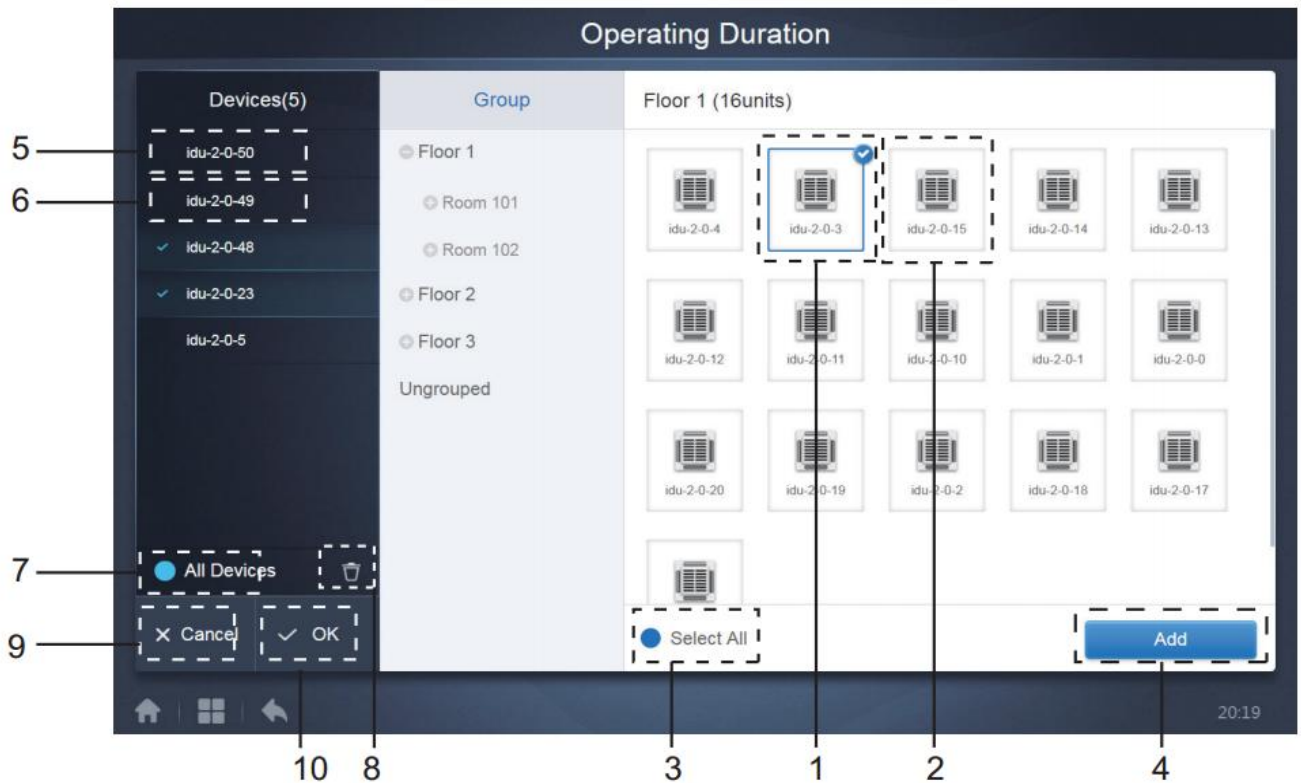 Operating Duration
Devices(5)
Group
Floor 1 (16units)
5
idu-2-0-50
6
idu-2-0-49
idu-2-0-48
idu-2-0-23
idu-2-0-5
Floor 1
Room 101
Room 102
Floor 2
Floor 3
Ungrouped
idu-2-0-4
idu-2-0-3
idu-2-0-15
idu-2-0-14
idu-2-0-13
idu-2-0-12
idu-2-0-11
idu-2-0-10
idu-2-0-1
idu-2-0-0
idu-2-0-20
idu-2-0-19
idu-2-0-2
idu-2-0-18
idu-2-0-17
7
All Devices
9
Cancel
OK
Select All
Add
20:19
10
8
3
1
2
4